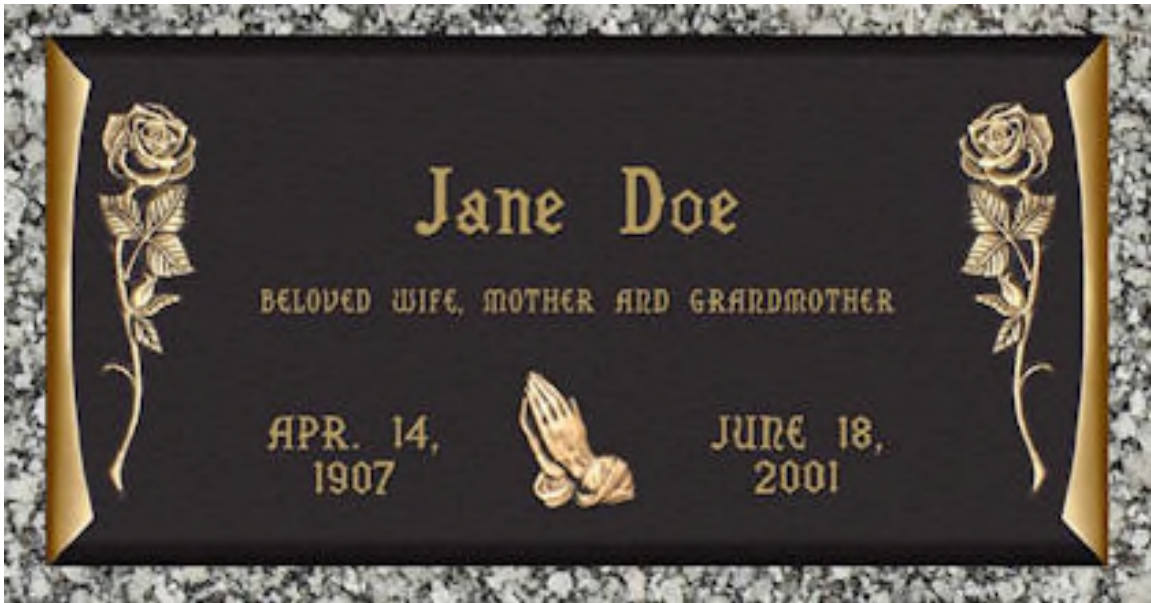 Jane Doe
BELOVED WIFE, MOTHER AND GRANDMOTHER
APR. 14,
1907
JUNE 18,
2001